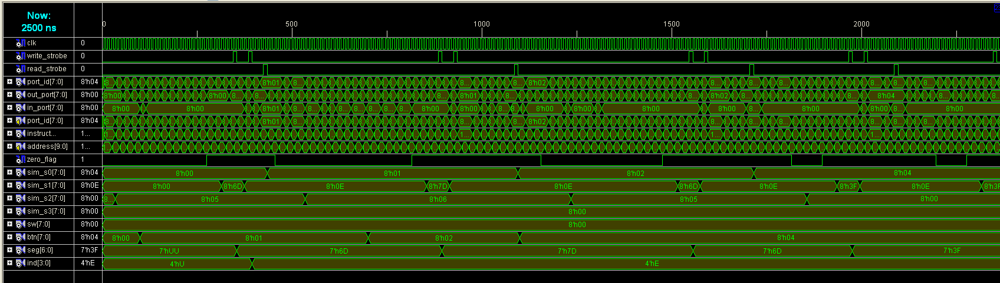 Now:
2500 ns
0 500 1000 1500 2000
clk 0
write_strobe 0
read_strobe 0
port_id[7:0] 8'h04 8... 8'h01 8... 8... 8... 8'h02 8... 8... 8... 8... 8...
out_port[7:0] 8'h00 8'h00 8'h00 8... 8... 8... 8'h01 8... 8... 8'h02 8... 8... 8'h04 8... 8...
in_port[7:0] 8'h00 8'h00 8'h00 8'h01 8... 8... 8... 8... 8... 8... 8'h00 8'h00 8... 8... 8'h00 8'h00 8'h00 8'h00 8... 8'h00 8'h00 8... 8'h00
port_id[7:0] 8'h04 8... 8'h01 8... 8... 8... 8'h02 8... 8... 8... 8... 8...
instruct... 1... 1... 1... 1... 1...
address[9:0] 1...
zero_flag 1
sim_s0[7:0] 8'h04 8'h00 8'h01 8'h02 8'h04
sim_s1[7:0] 8'h0E 8'h00 8'h6D 8'h0E 8'h7D 8'h0E 8'h6D 8'h0E 8'h3F 8'h0E 8'h3F
sim_s2[7:0] 8'h00 8... 8'h05 8'h06 8'h05 8'h00
sim_s3[7:0] 8'h00 8'h00
sw[7:0] 8'h00 8'h00
btn[7:0] 8'h04 8'h00 8'h01 8'h02 8'h04
seg[6:0] 7'h3F 7'hUU 7'h6D 7'h7D 7'h6D 7'h3F
ind[3:0] 4'hE 4'hU 4'hE